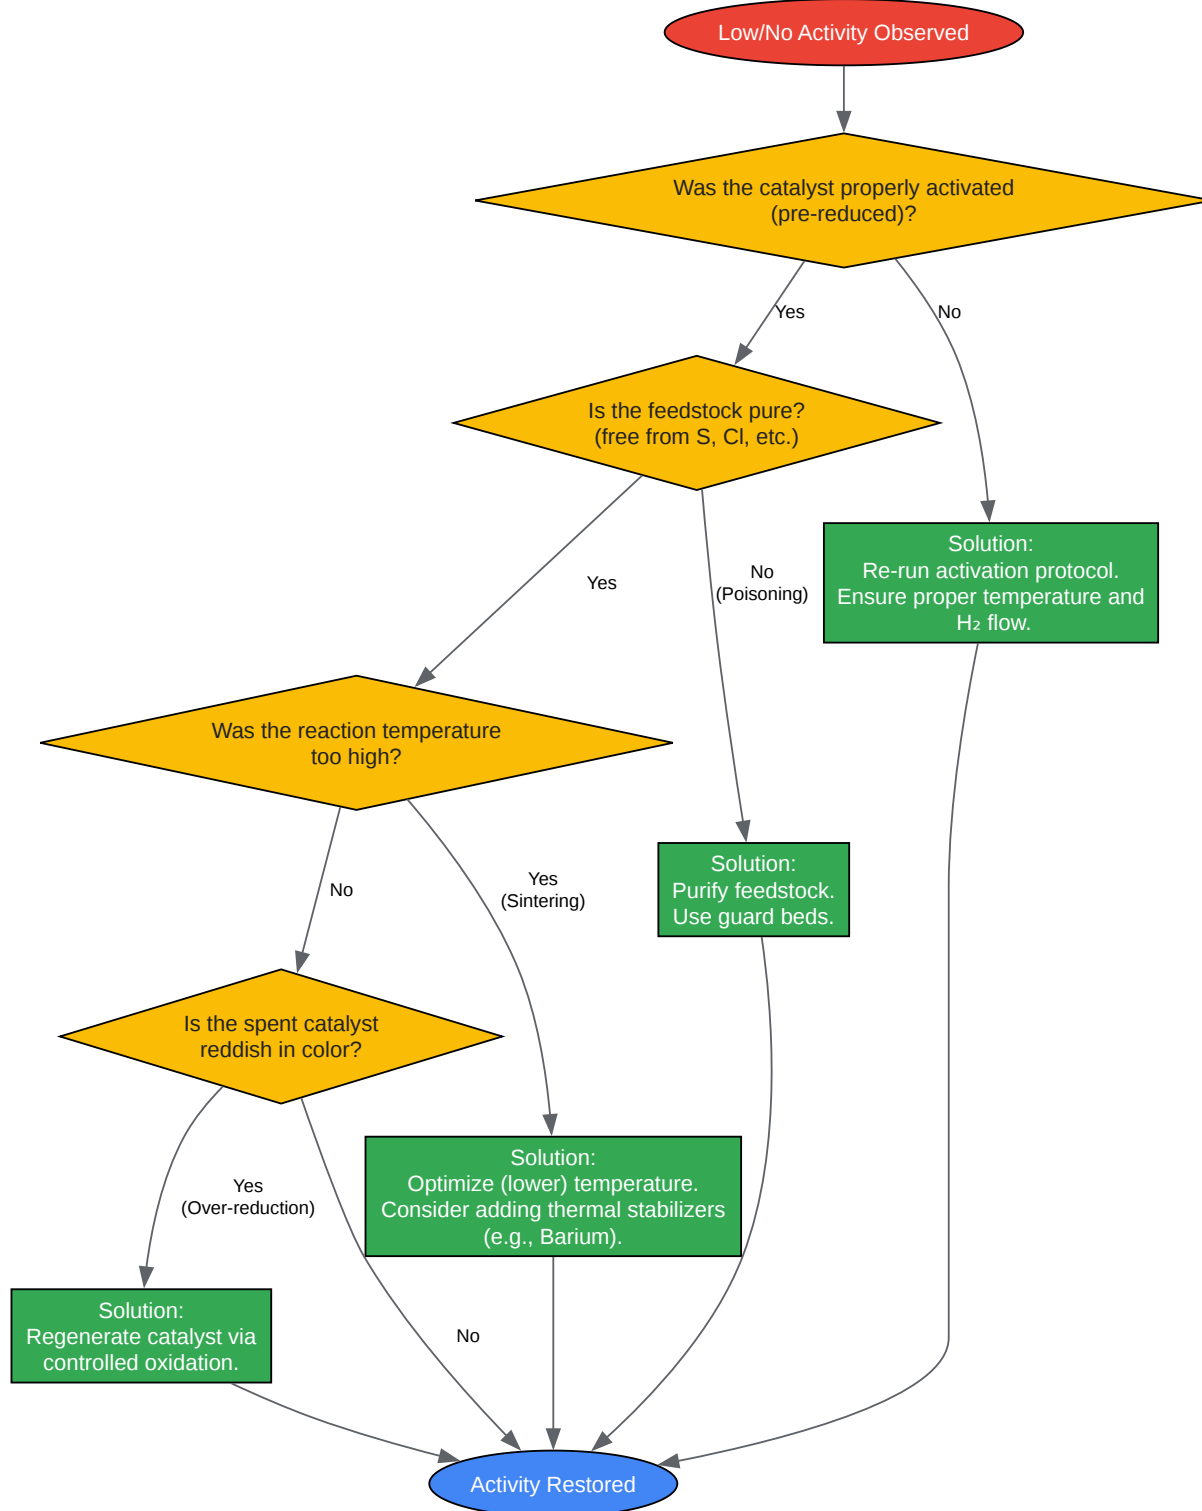 Low/No Activity Observed
Was the catalyst properly activated
(pre-reduced)?
Yes
No
Is the feedstock pure?
(free from S, Cl, etc.)
Solution:
Re-run activation protocol.
Ensure proper temperature and
H₂ flow.
Yes
No
(Poisoning)
Was the reaction temperature
too high?
No
Yes
(Sintering)
Solution:
Purify feedstock.
Use guard beds.
Is the spent catalyst
reddish in color?
Yes
(Over-reduction)
Solution:
Optimize (lower) temperature.
Consider adding thermal stabilizers
(e.g., Barium).
Solution:
Regenerate catalyst via
controlled oxidation.
No
Activity Restored